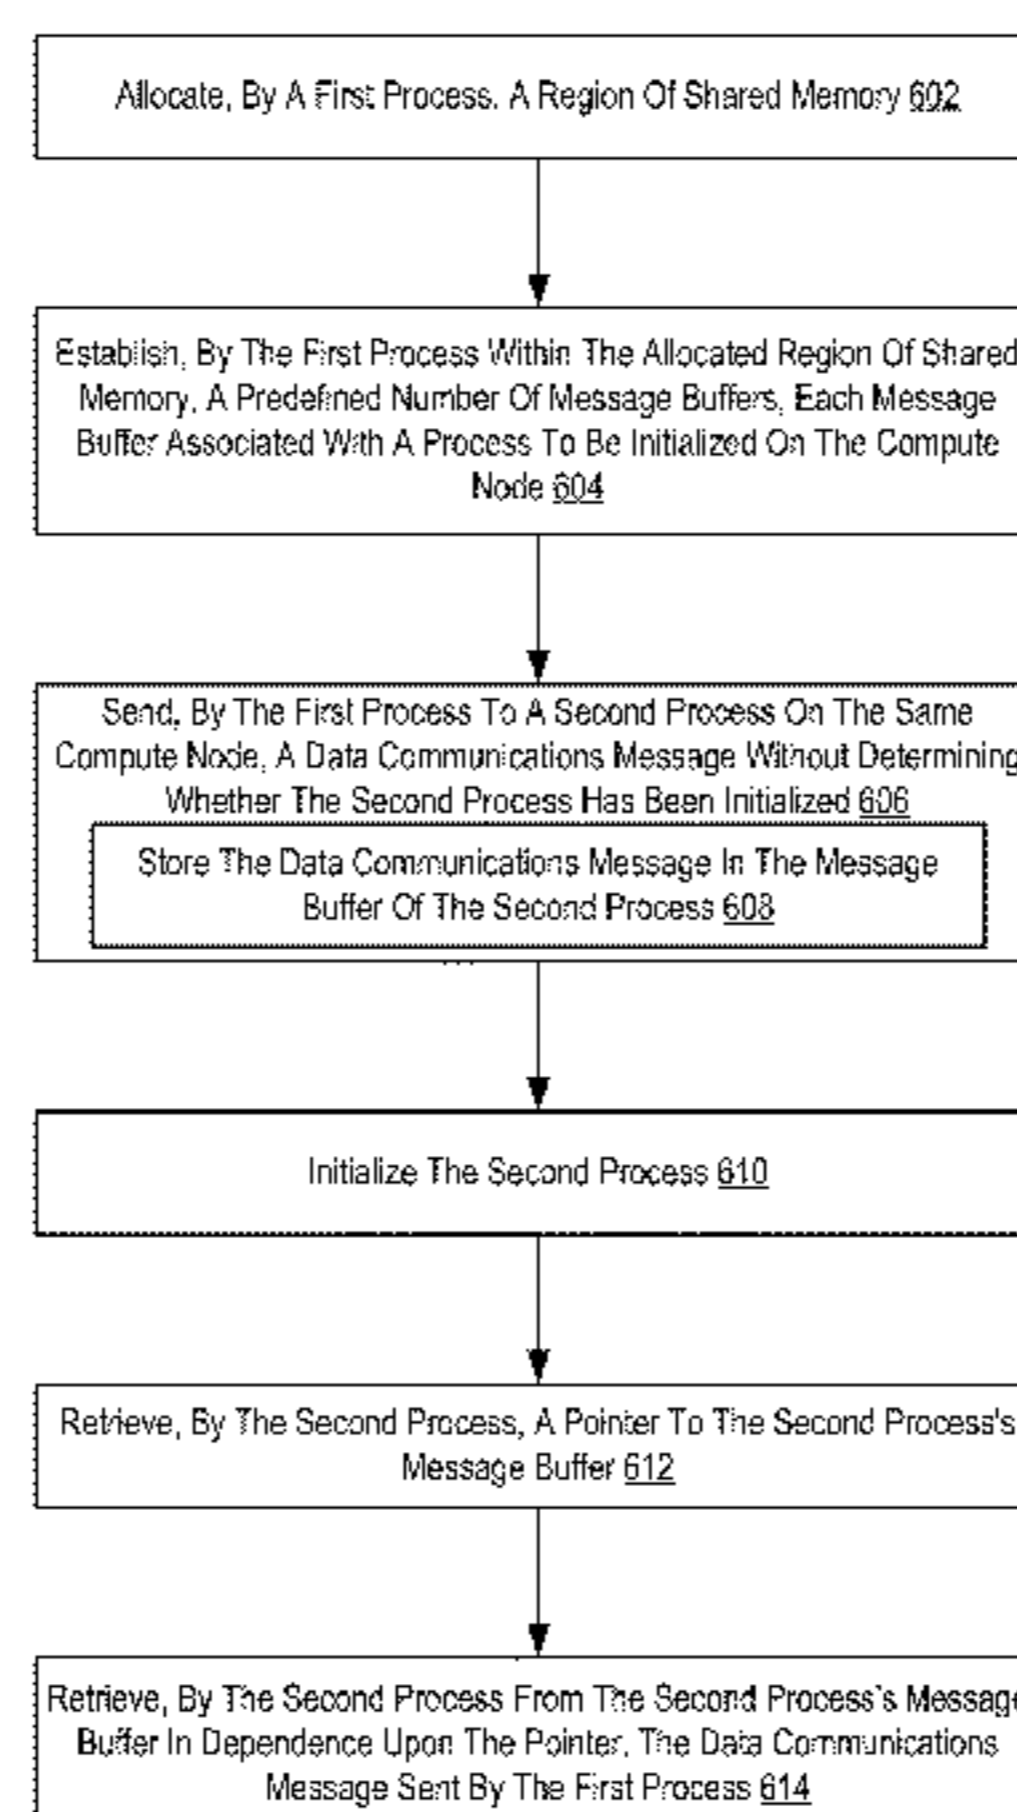 Allocate, By A First Process, A Region Of Shared Memory 602
Establish, By The First Process Within The Allocated Region Of Shared
Memory, A Predefined Number Of Message Buffers, Each Message
Buffer Associated With A Process To Be Initialized On The Compute
Node 604
Send, By The First Process To A Second Process On The Same
Compute Node, A Data Communications Message Without Determining
Whether The Second Process Has Been Initialized 606
Store The Data Communications Message In The Message
Buffer Of The Second Process 608
Initialize The Second Process 610
Retrieve, By The Second Process, A Pointer To The Second Process's
Message Buffer 612
Retrieve, By The Second Process From The Second Process's Message
Buffer In Dependence Upon The Pointer, The Data Communications
Message Sent By The First Process 614